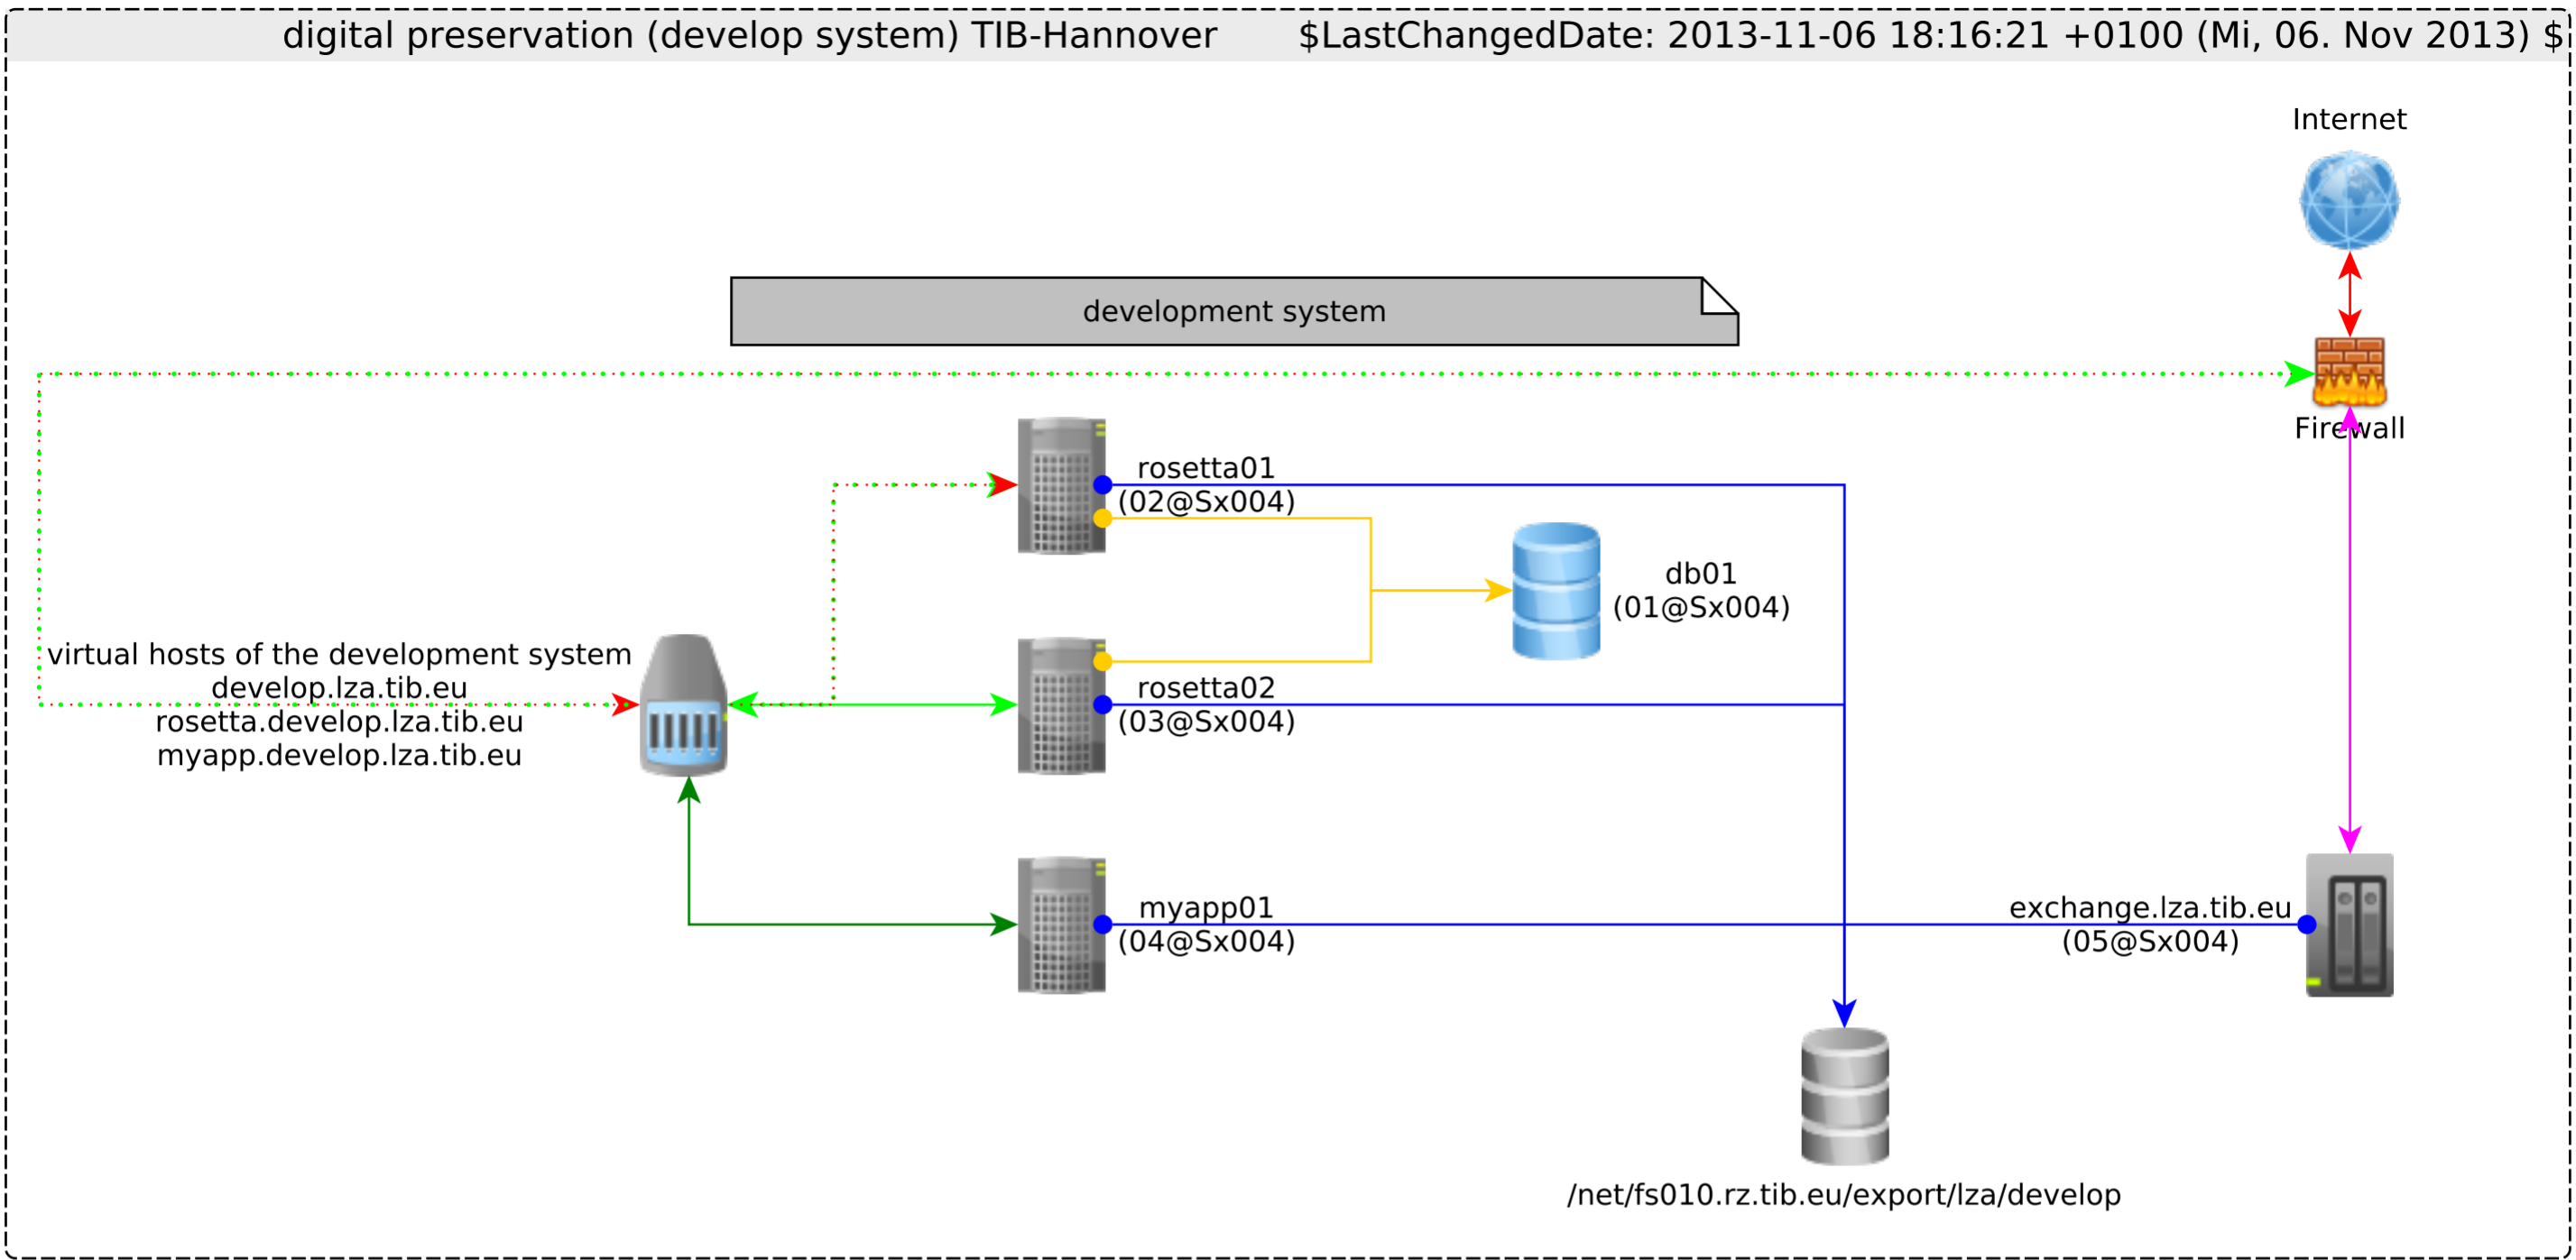 digital preservation (develop system) TIB-Hannover $LastChangedDate: 2013-11-06 18:16:21 +0100 (Mi, 06. Nov 2013) $
Internet
development system
Firewall
rosetta01
(02@Sx004)
db01
(01@Sx004)
virtual hosts of the development system
develop.lza.tib.eu
rosetta.develop.lza.tib.eu
myapp.develop.lza.tib.eu
rosetta02
(03@Sx004)
myapp01
(04@Sx004)
exchange.lza.tib.eu
(05@Sx004)
/net/fs010.rz.tib.eu/export/lza/develop